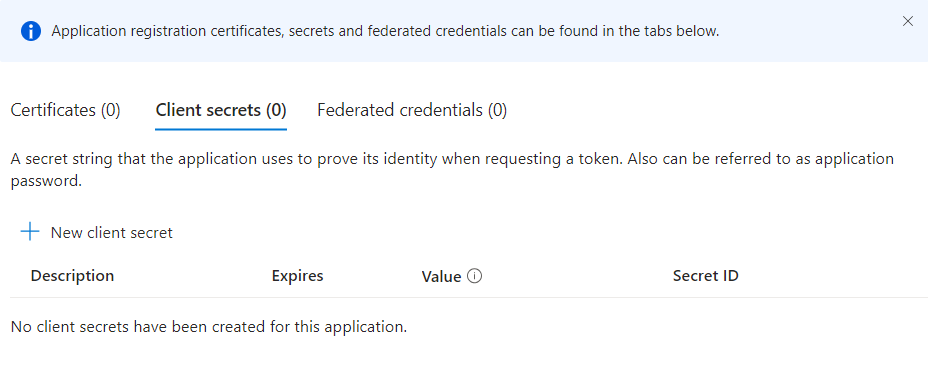 Application registration certificates, secrets and federated credentials can be found in the tabs below.
Certificates (0) Client secrets (0) Federated credentials (0)
A secret string that the application uses to prove its identity when requesting a token. Also can be referred to as application
password.
New client secret
Description Expires Value Secret ID
No client secrets have been created for this application.